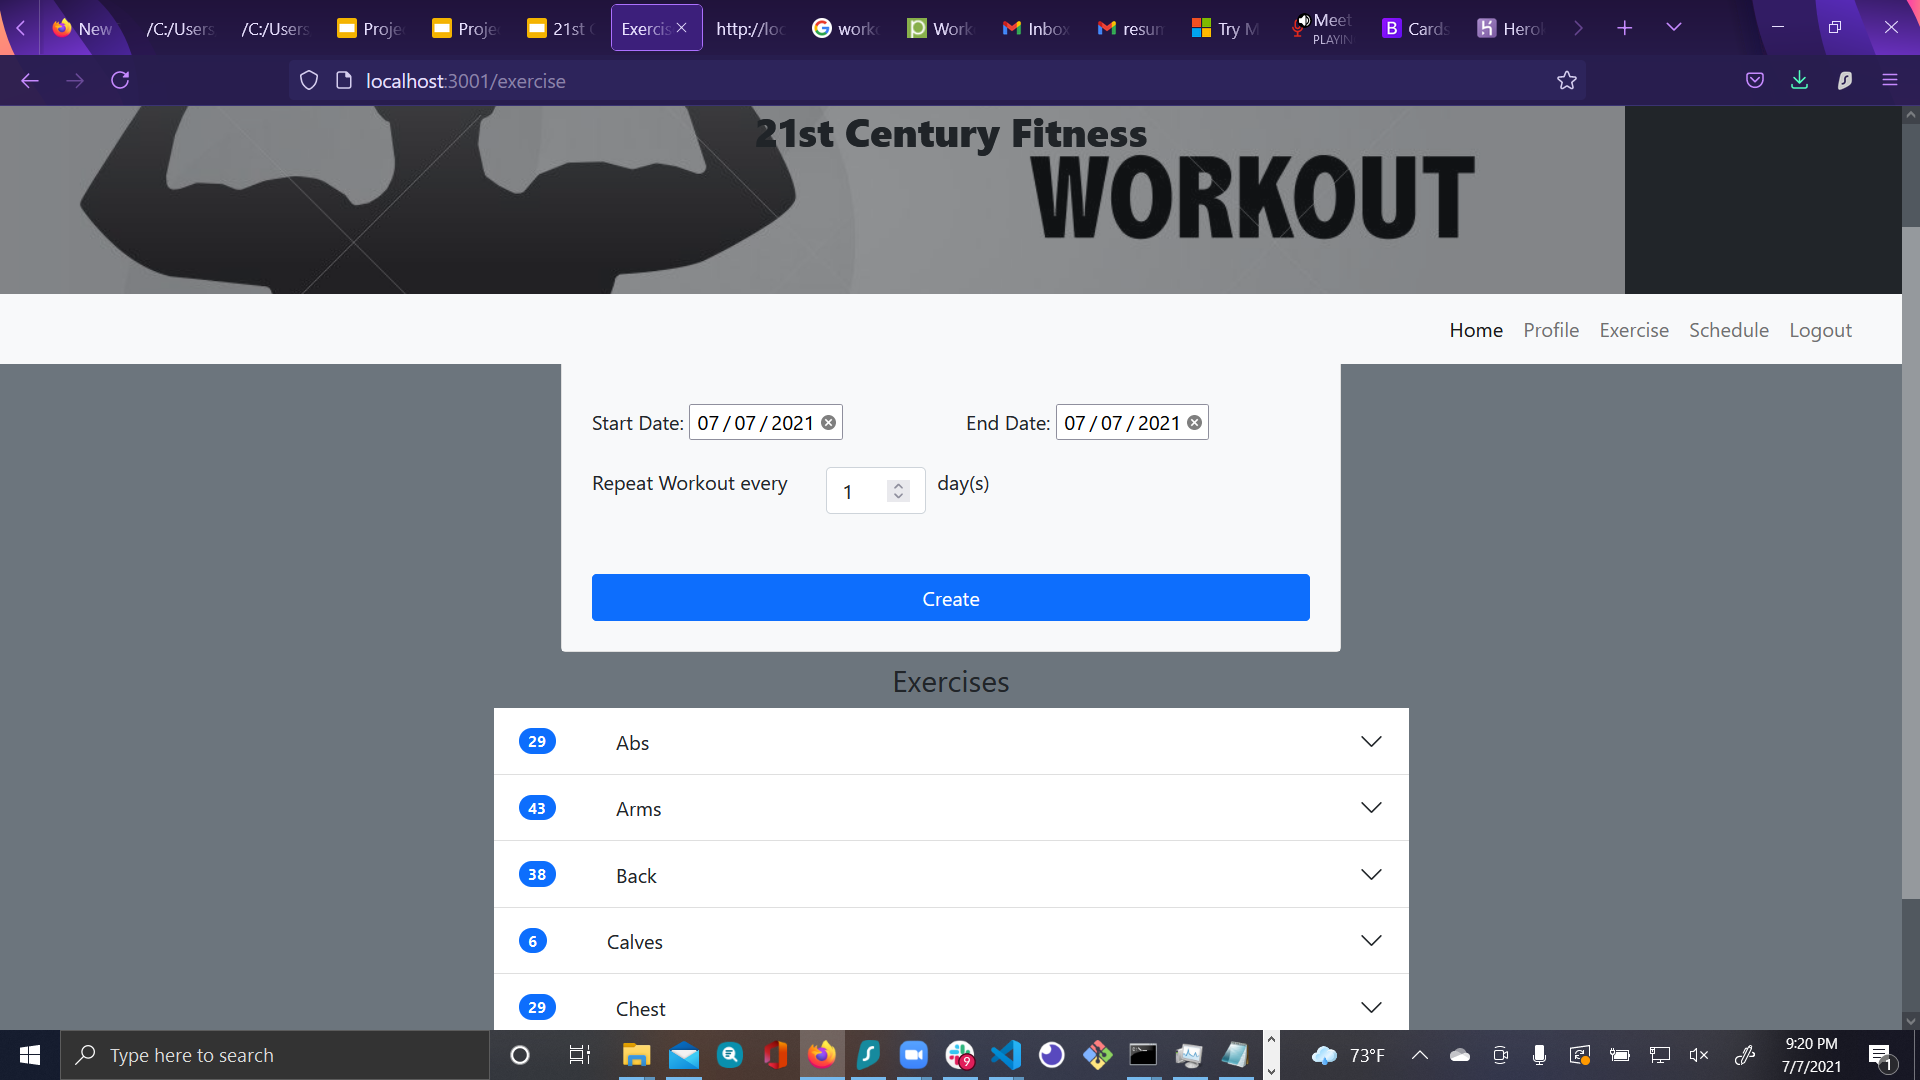 New
/C:/Users
/C:/Users
Proje
Proje
21st
Exercis
http://loc
work
Work
Inbox
resum
Try M
Meet
PLAYIN
B Cards
Herok
localhost:3001/exercise
21st Century Fitness
WORKOUT
Home Profile Exercise Schedule Logout
Start Date: 07/07/2021 End Date: 07/07/2021
Repeat Workout every 1 day(s)
Create
Exercises
29 Abs
43 Arms
38 Back
6 Calves
29 Chest
Type here to search
9
73°F
9:20 PM
7/7/2021
1